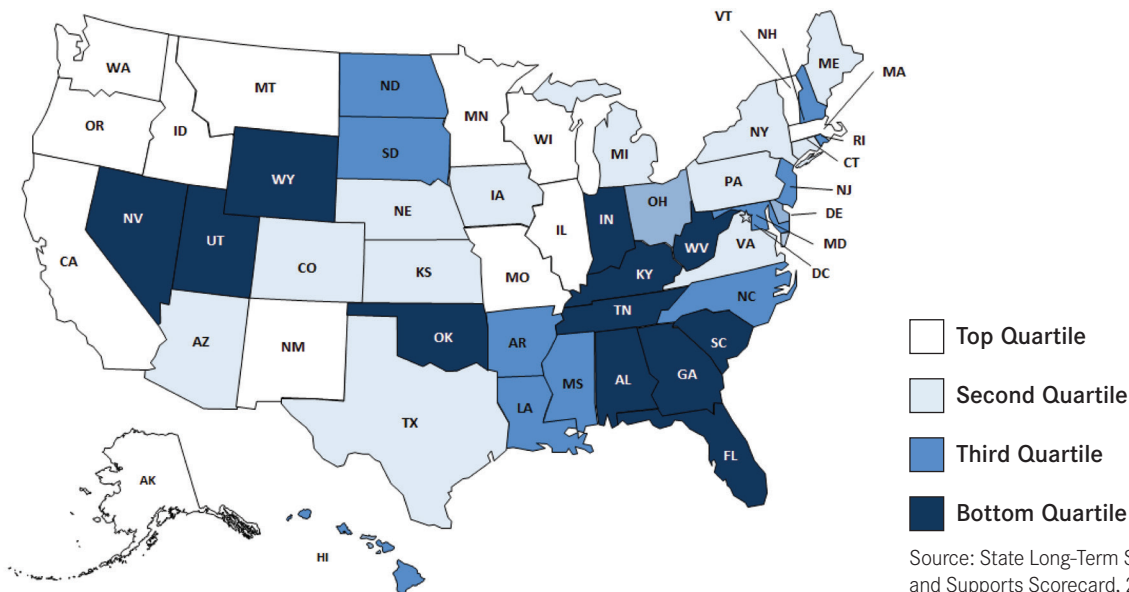 VT
NH
WA
ME
MA
MT
ND
MN
OR
ID
WI
NY
RI
SD
MI
CT
WY
PA
NJ
IA
NE
OH
DE
NV
IN
IL
UT
WV
VA
MD
CA
CO
KS
MO
KY
DC
NC
TN
OK
AZ
NM
AR
SC
Top Quartile
MS
AL
GA
Second Quartile
TX
LA
FL
Third Quartile
AK
Bottom Quartile
HI
Source: State Long-Term S
and Supports Scorecard, 2